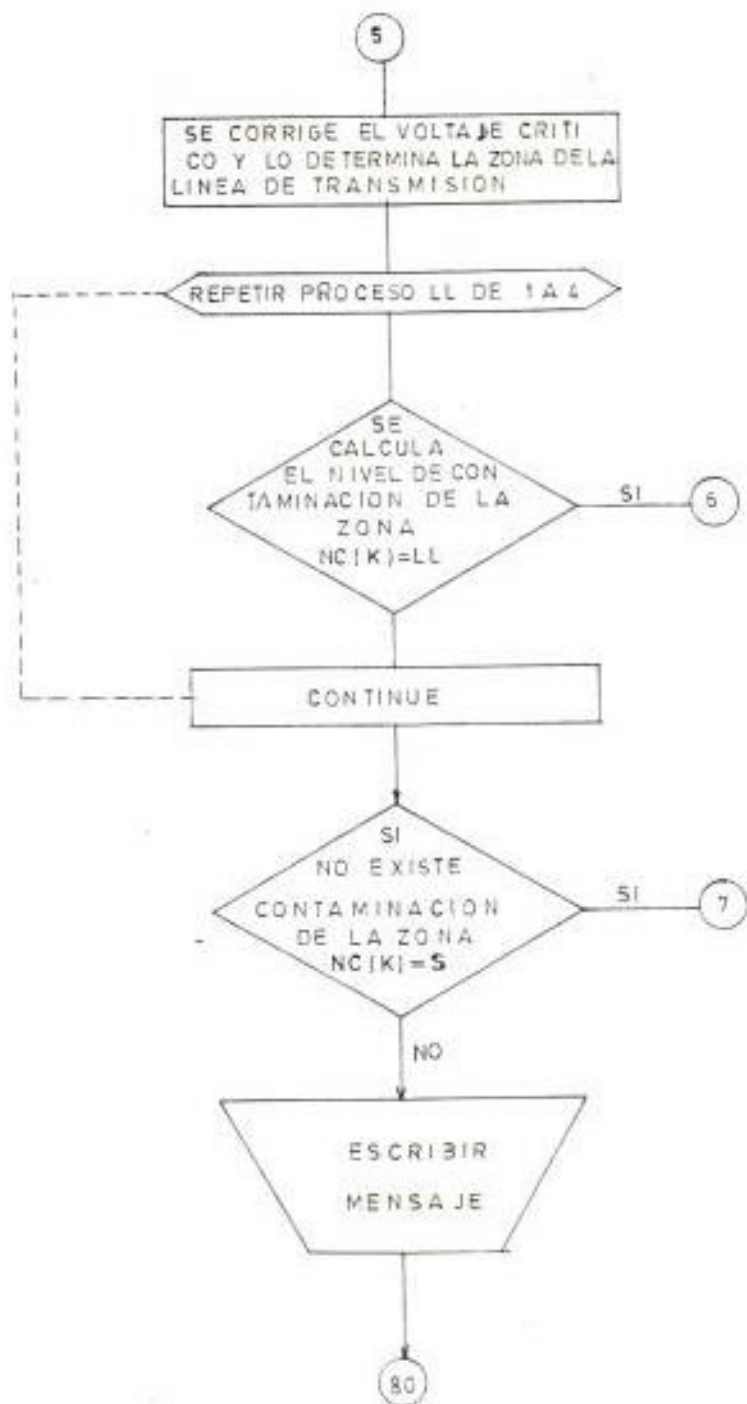 5
SE CORRIGE EL VOLTAJE CRITI
CO Y LO DETERMINA LA ZONA DE LA
LINEA DE TRANSMISION
REPETIR PROCESO LL DE 1 A 4
SE
CALCULA
EL NIVEL DE CON
TAMINACION DE LA
ZONA
NC(K)=LL
SI
6
CONTINUE
SI
NO EXISTE
CONTAMINACION
DE LA ZONA
NC(K)=5
SI
7
NO
ESCRIBIR
MENSAJE
80